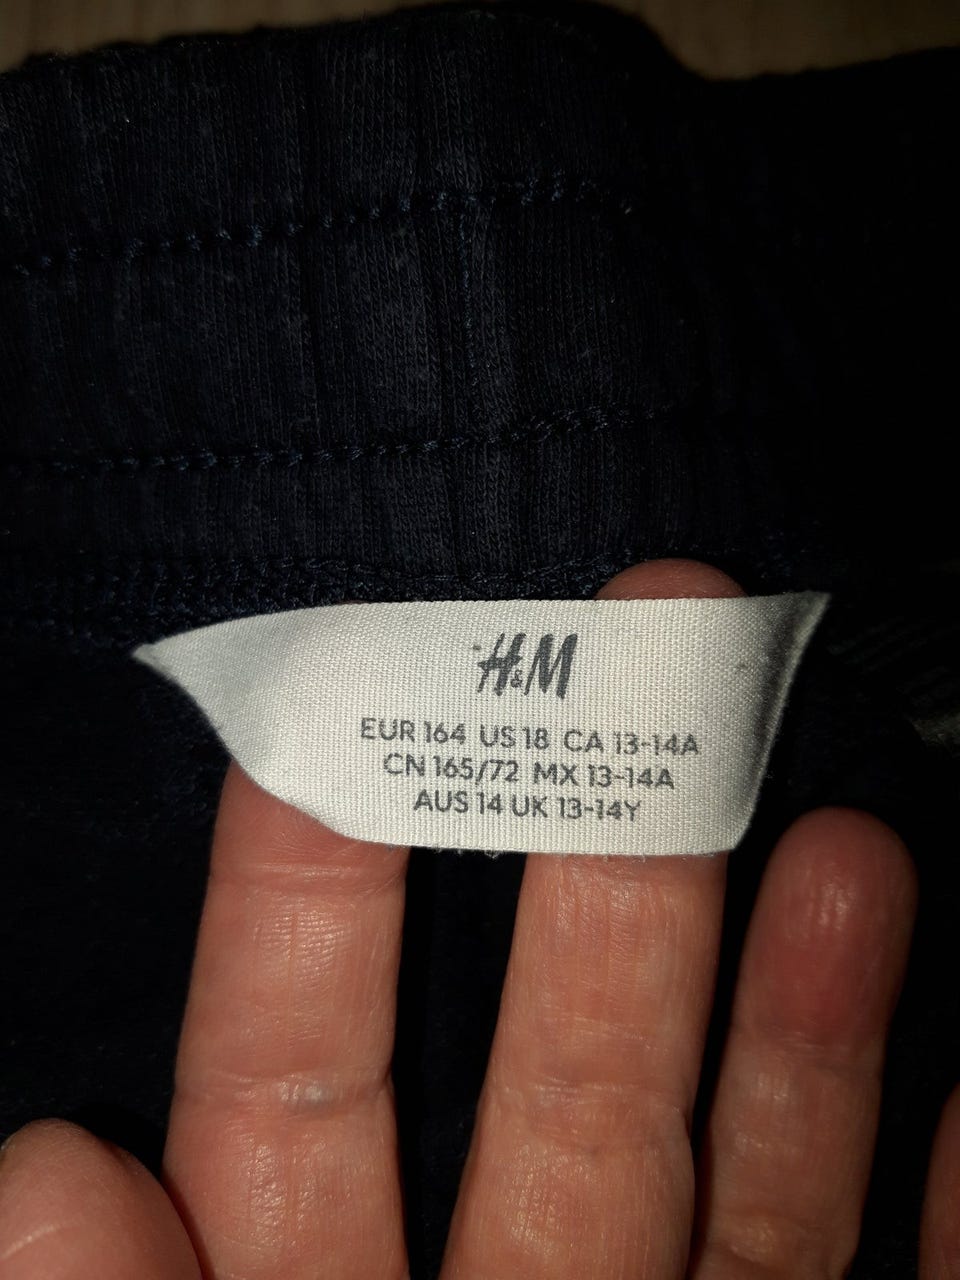 H&M
EUR 164 US 18 CA 13-14A
CN 165/72 MX 13-14A
AUS 14 UK 13-14Y